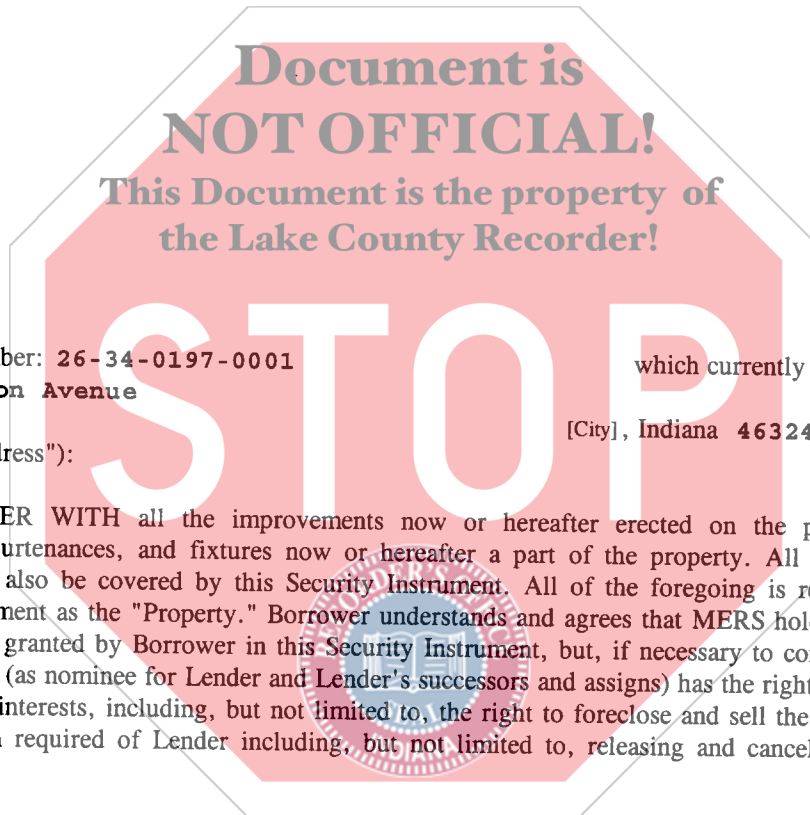 Document is
NOT OFFICIAL!
This Document is the property of
the Lake County Recorder!
STOP
ber: 26-34-0197-0001 which currently
on Avenue
[City], Indiana 46324
ress"):
ER WITH all the improvements now or hereafter erected on the p
urtenances, and fixtures now or hereafter a part of the property. All
also be covered by this Security Instrument. All of the foregoing is r
ment as the "Property." Borrower understands and agrees that MERS hol
granted by Borrower in this Security Instrument, but, if necessary to co
(as nominee for Lender and Lender's successors and assigns) has the right
interests, including, but not limited to, the right to foreclose and sell the
required of Lender including, but not limited to, releasing and cancel
INDIANA